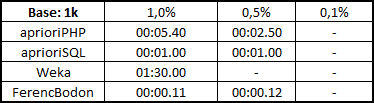 Base: 1k 1,0% 0,5% 0,1%
aprioriPHP 00:05.40 00:02.50 -
aprioriSQL 00:01.00 00:01.00 -
Weka 01:30.00 - -
FerencBodon 00:00.11 00:00.12 -